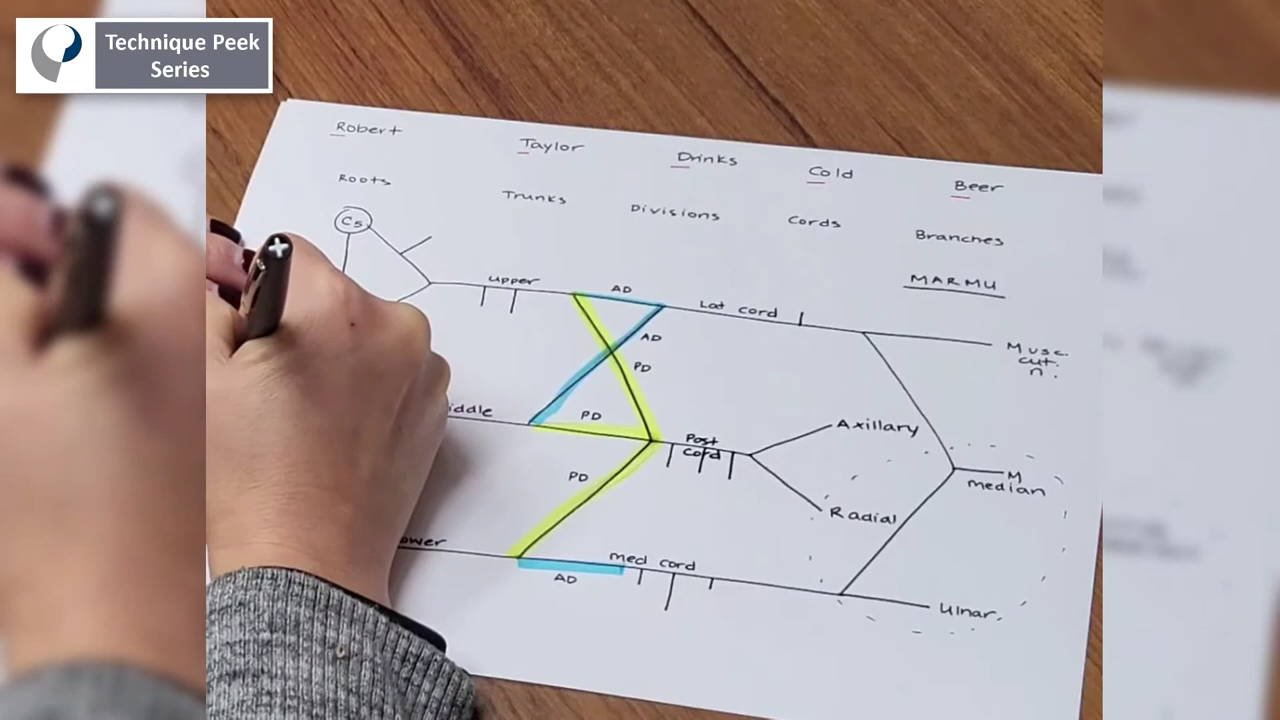 Technique Peek
Series
Robert Taylor Drinks Cold Beer
Roots Trunks Divisions Cords Branches
MARMU
C5
upper
AD
Lat cord
Musc.
cut.
n.
AD
PD
iddle
PD
Post
cord
Axillary
PD
M
median
Radial
ower
med cord
AD
Ulnar.